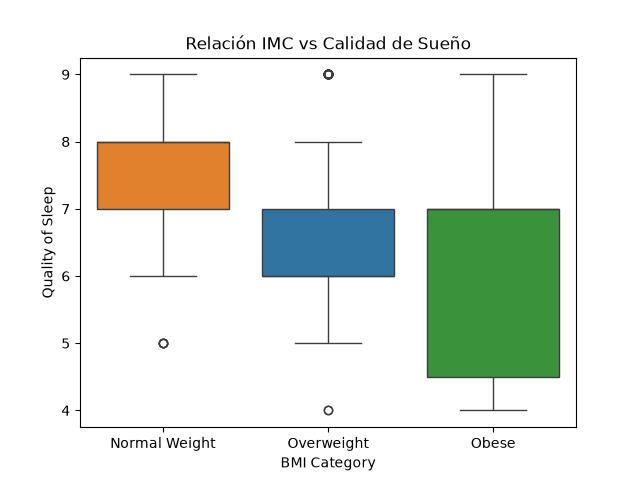 Relación IMC vs Calidad de Sueño
Quality of Sleep
9
8
7
6
5
4
Normal Weight
Overweight
Obese
BMI Category